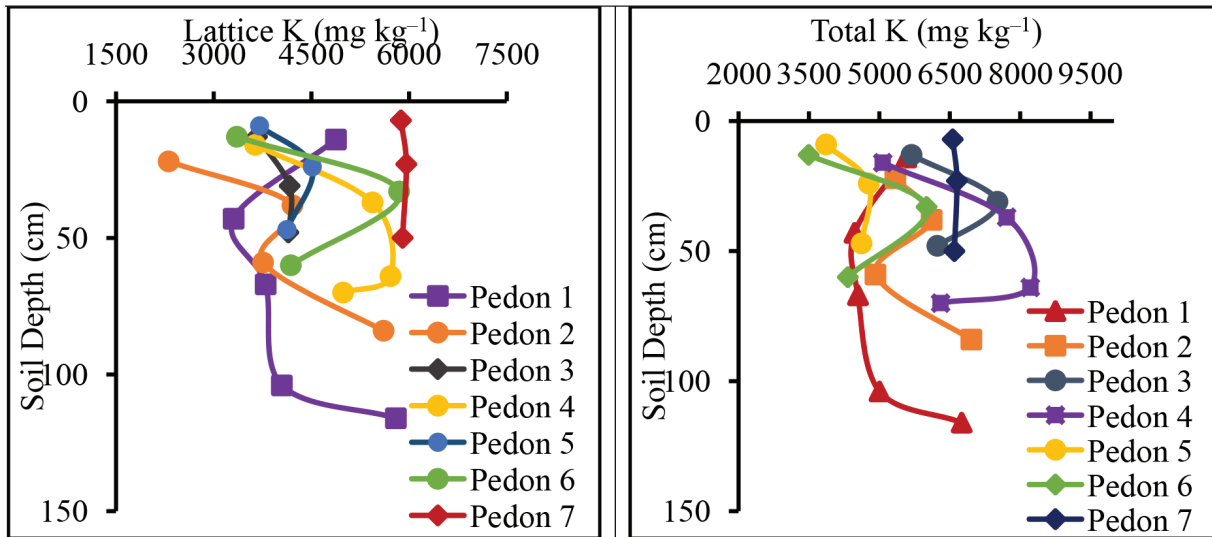 Lattice K (mg kg⁻¹)
1500 3000 4500 6000 7500
0
50
100
150
Soil Depth (cm)
Pedon 1
Pedon 2
Pedon 3
Pedon 4
Pedon 5
Pedon 6
Pedon 7
Total K (mg kg⁻¹)
2000 3500 5000 6500 8000 9500
0
50
100
150
Soil Depth (cm)
Pedon 1
Pedon 2
Pedon 3
Pedon 4
Pedon 5
Pedon 6
Pedon 7